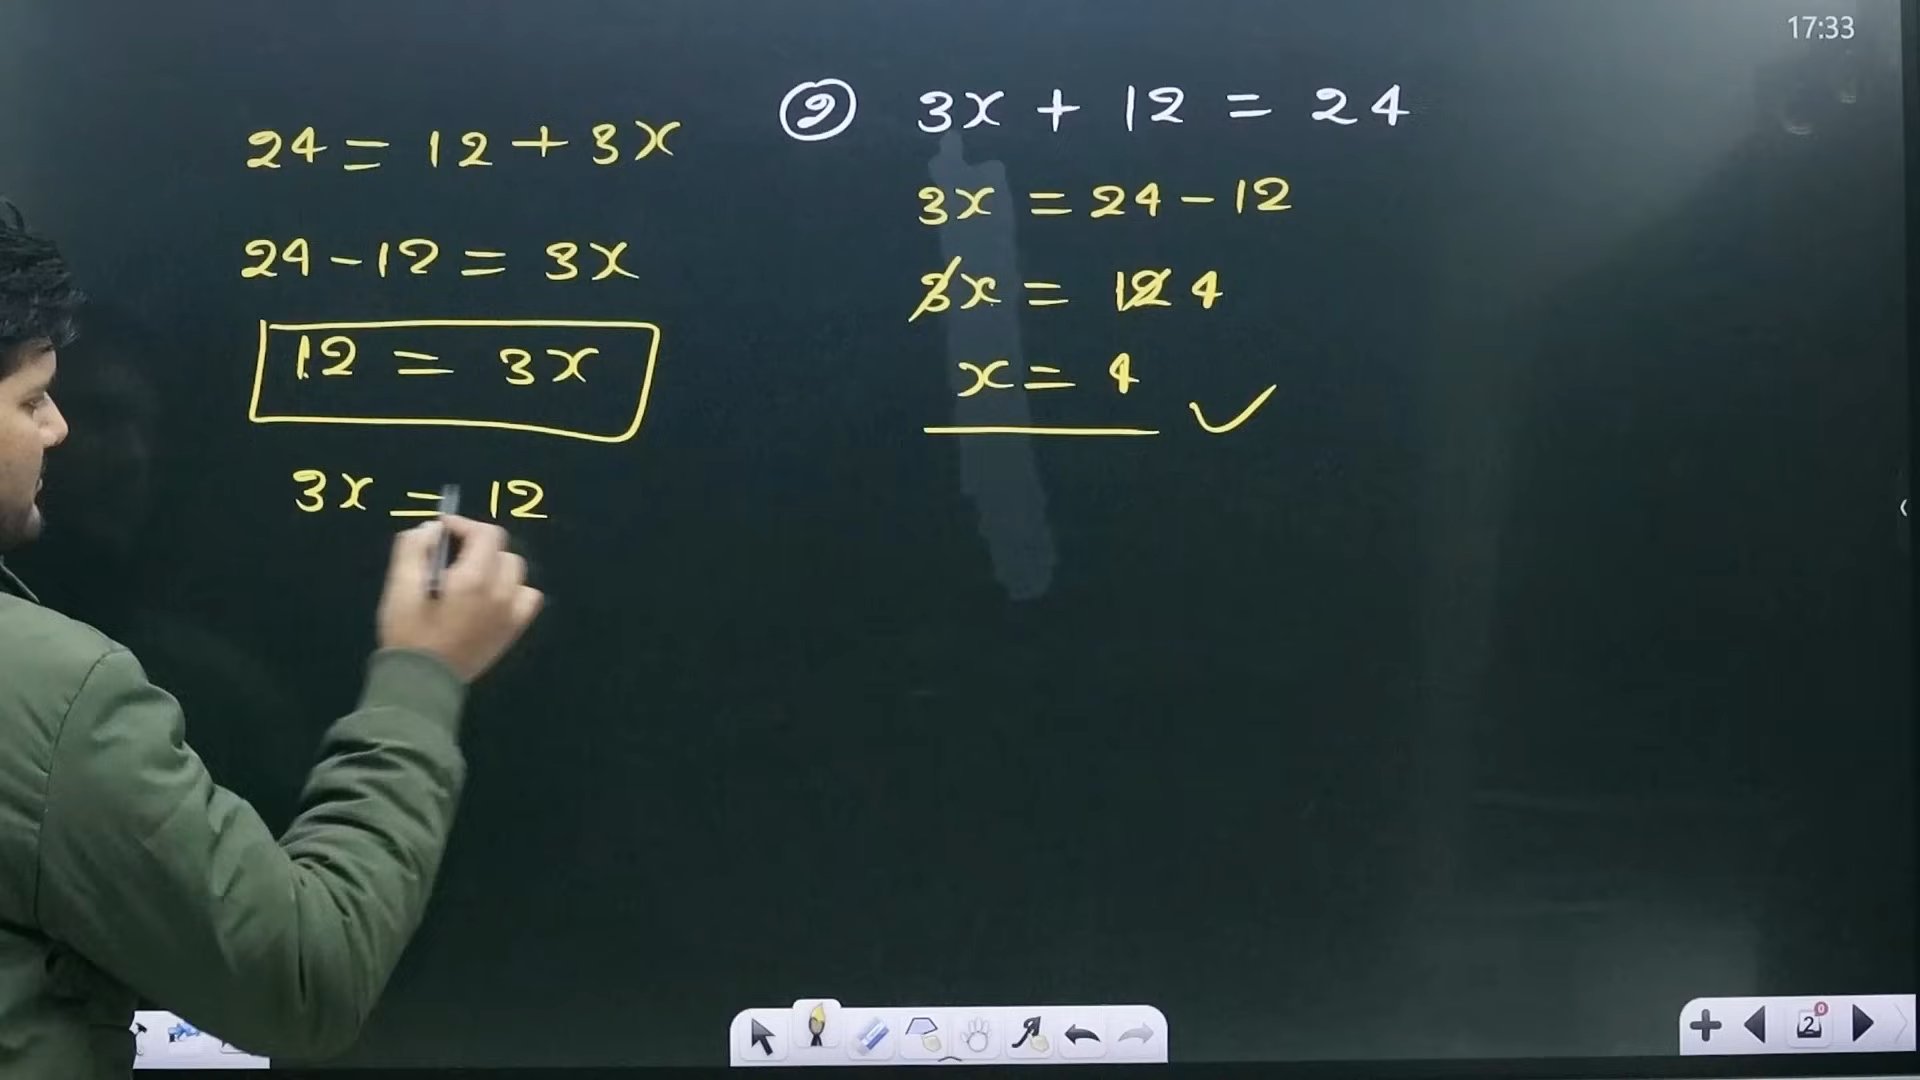 17:33
24 = 12 + 3x
24 - 12 = 3x
12 = 3x
3x = 12
② 3x + 12 = 24
3x = 24 - 12
3x = 12 4
x = 4 ✓
2